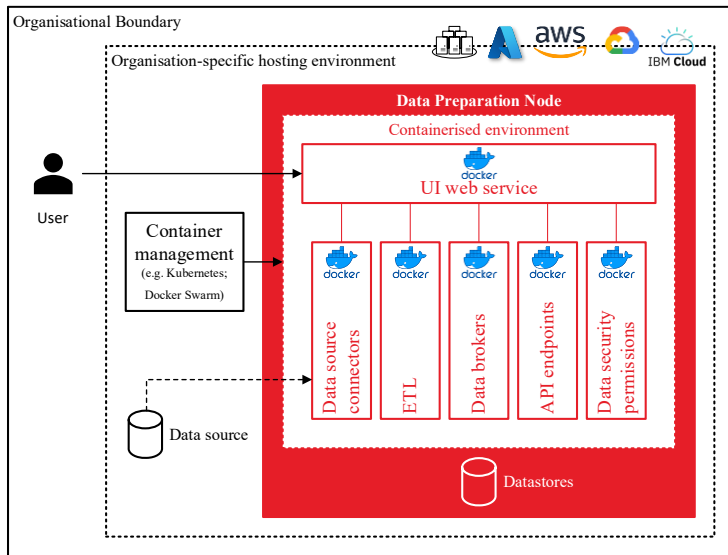 Organisational Boundary
aws
IBM Cloud
Organisation-specific hosting environment
Data Preparation Node
Containerised environment
docker
UI web service
User
Container
management
(e.g. Kubernetes;
Docker Swarm)
docker
docker
docker
docker
docker
Data source
connectors
ETL
Data brokers
API endpoints
Data security
permissions
Data source
Datastores